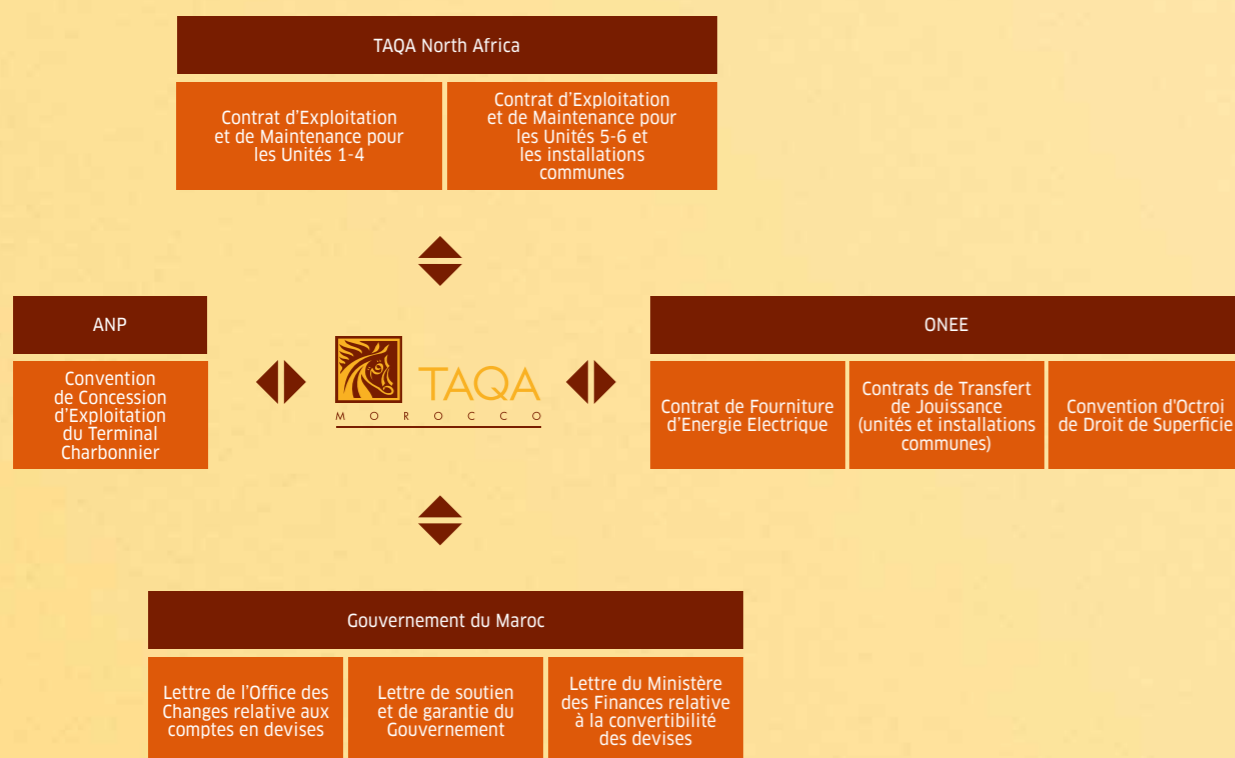 TAQA North Africa
Contrat d'Exploitation
et de Maintenance pour
les Unités 1-4
Contrat d'Exploitation
et de Maintenance pour
les Unités 5-6 et
les installations
communes
ANP
Convention
de Concession
d'Exploitation
du Terminal
Charbonnier
TAQA
MOROCCO
ONEE
Contrat de Fourniture
d'Energie Electrique
Contrats de Transfert
de Jouissance
(unités et installations
communes)
Convention d'Octroi
de Droit de Superficie
Gouvernement du Maroc
Lettre de l'Office des
Changes relative aux
comptes en devises
Lettre de soutien
et de garantie du
Gouvernement
Lettre du Ministère
des Finances relative
à la convertibilité
des devises